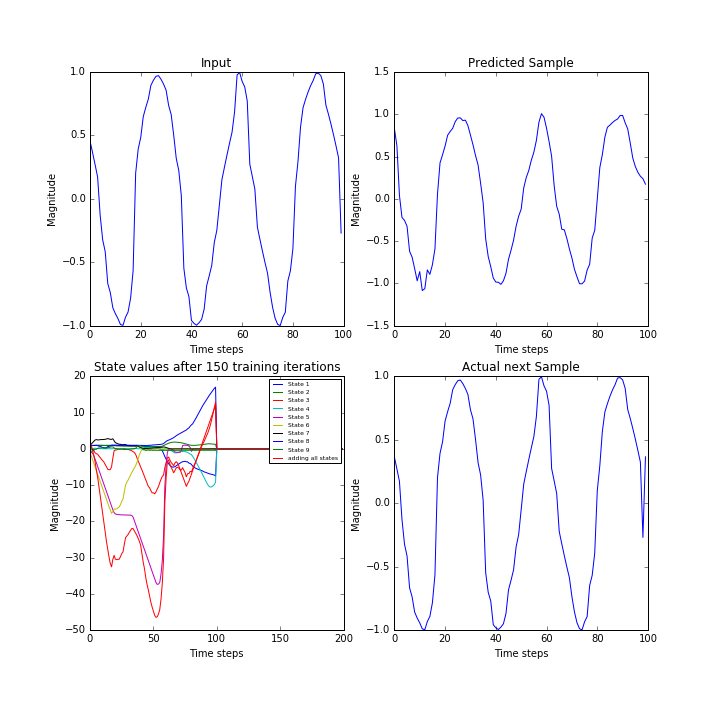 Input
1.0
0.5
0.0
−0.5
−1.0
Magnitude
0 20 40 60 80 100
Time steps
Predicted Sample
1.5
1.0
0.5
0.0
−0.5
−1.0
−1.5
Magnitude
0 20 40 60 80 100
Time steps
State values after 150 training iterations
20
10
0
−10
−20
−30
−40
−50
Magnitude
0 50 100 150 200
Time steps
State 1
State 2
State 3
State 4
State 5
State 6
State 7
State 8
State 9
adding all states
Actual next Sample
1.0
0.5
0.0
−0.5
−1.0
Magnitude
0 20 40 60 80 100
Time steps